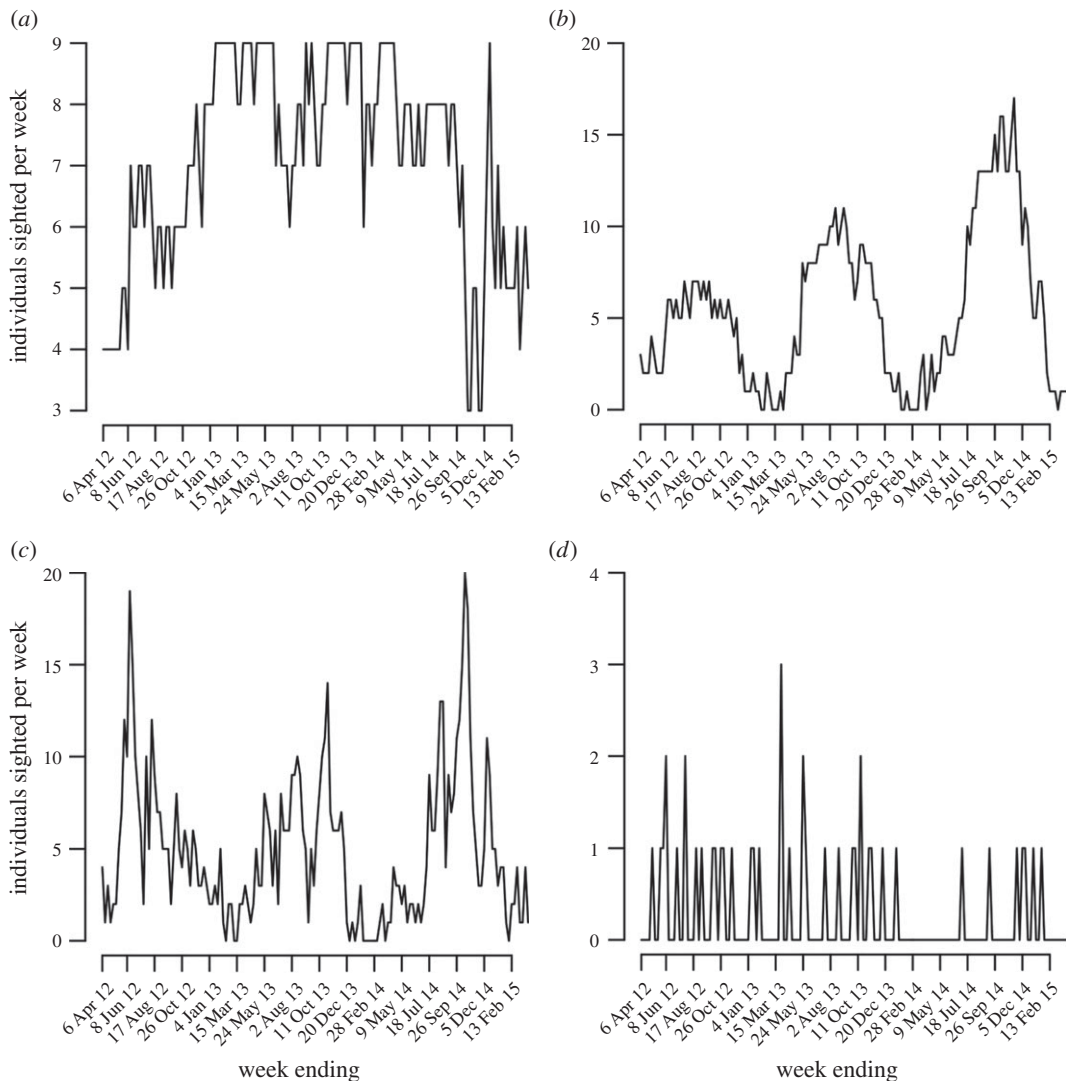 (a)
individuals sighted per week
9
8
7
6
5
4
3
6 Apr 12
8 Jun 12
17 Aug 12
26 Oct 12
4 Jan 13
15 Mar 13
24 May 13
2 Aug 13
11 Oct 13
20 Dec 13
28 Feb 14
9 May 14
18 Jul 14
26 Sep 14
5 Dec 14
13 Feb 15
(b)
20
15
10
5
0
6 Apr 12
8 Jun 12
17 Aug 12
26 Oct 12
4 Jan 13
15 Mar 13
24 May 13
2 Aug 13
11 Oct 13
20 Dec 13
28 Feb 14
9 May 14
18 Jul 14
26 Sep 14
5 Dec 14
13 Feb 15
(c)
individuals sighted per week
20
15
10
5
0
6 Apr 12
8 Jun 12
17 Aug 12
26 Oct 12
4 Jan 13
15 Mar 13
24 May 13
2 Aug 13
11 Oct 13
20 Dec 13
28 Feb 14
9 May 14
18 Jul 14
26 Sep 14
5 Dec 14
13 Feb 15
week ending
(d)
4
3
2
1
0
6 Apr 12
8 Jun 12
17 Aug 12
26 Oct 12
4 Jan 13
15 Mar 13
24 May 13
2 Aug 13
11 Oct 13
20 Dec 13
28 Feb 14
9 May 14
18 Jul 14
26 Sep 14
5 Dec 14
13 Feb 15
week ending